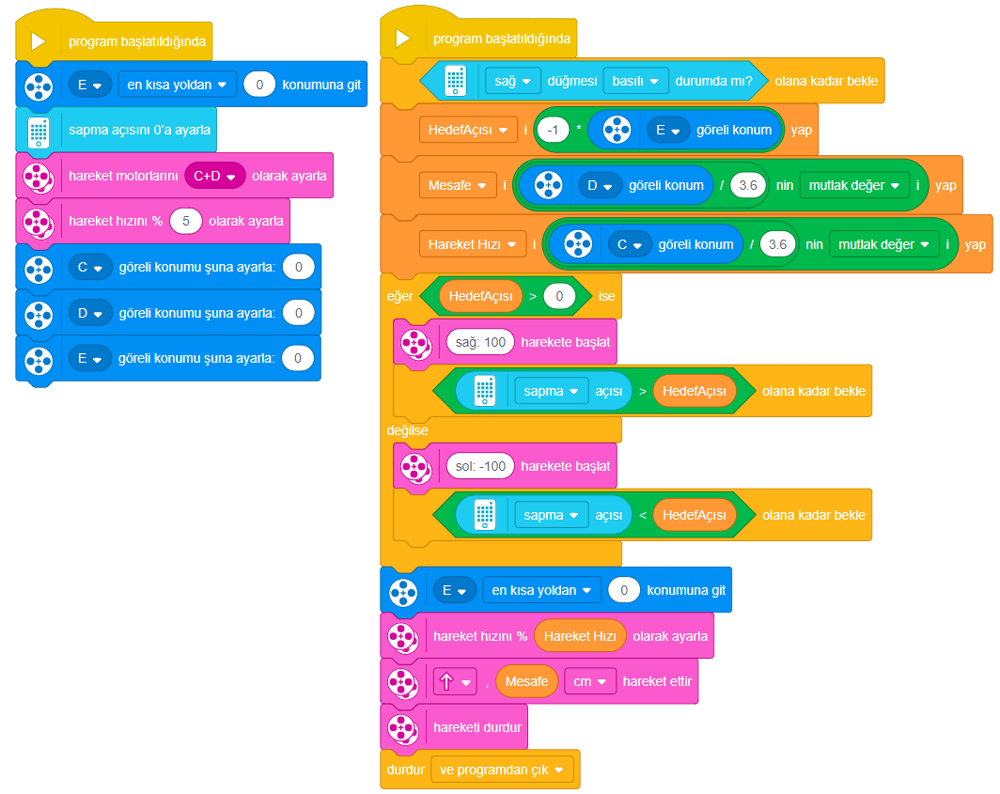 program başlatıldığında
E en kısa yoldan 0 konumuna git
sapma açısını 0'a ayarla
hareket motorlarını C+D olarak ayarla
hareket hızını % 5 olarak ayarla
C göreli konumu şuna ayarla: 0
D göreli konumu şuna ayarla: 0
E göreli konumu şuna ayarla: 0
program başlatıldığında
sağ düğmesi basılı durumda mı? olana kadar bekle
HedefAçısı i -1 * E göreli konum yap
Mesafe i D göreli konum / 3.6 nin mutlak değer i yap
Hareket Hızı i C göreli konum / 3.6 nin mutlak değer i yap
eğer HedefAçısı > 0 ise
sağ: 100 harekete başlat
sapma açısı > HedefAçısı olana kadar bekle
değilse
sol: -100 harekete başlat
sapma açısı < HedefAçısı olana kadar bekle
E en kısa yoldan 0 konumuna git
hareket hızını % Hareket Hızı olarak ayarla
, Mesafe cm hareket ettir
hareketi durdur
durdur ve programdan çık